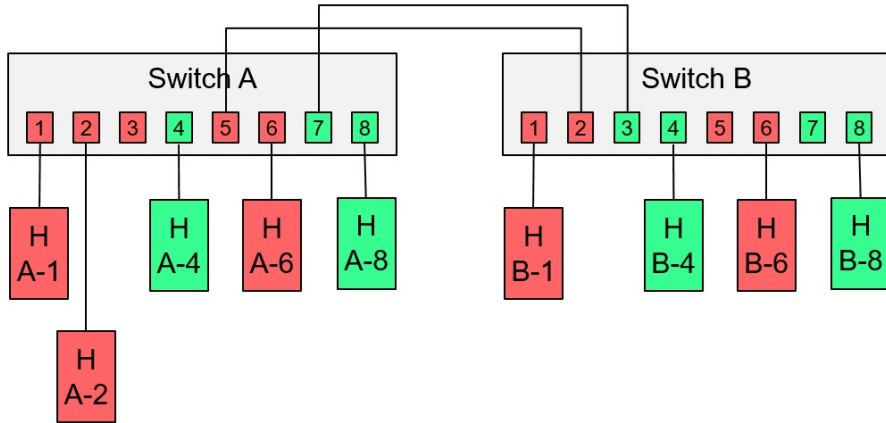 Switch A
Switch B
1 2 3 4 5 6 7 8
1 2 3 4 5 6 7 8
H
A-1
H
A-4
H
A-6
H
A-8
H
B-1
H
B-4
H
B-6
H
B-8
H
A-2